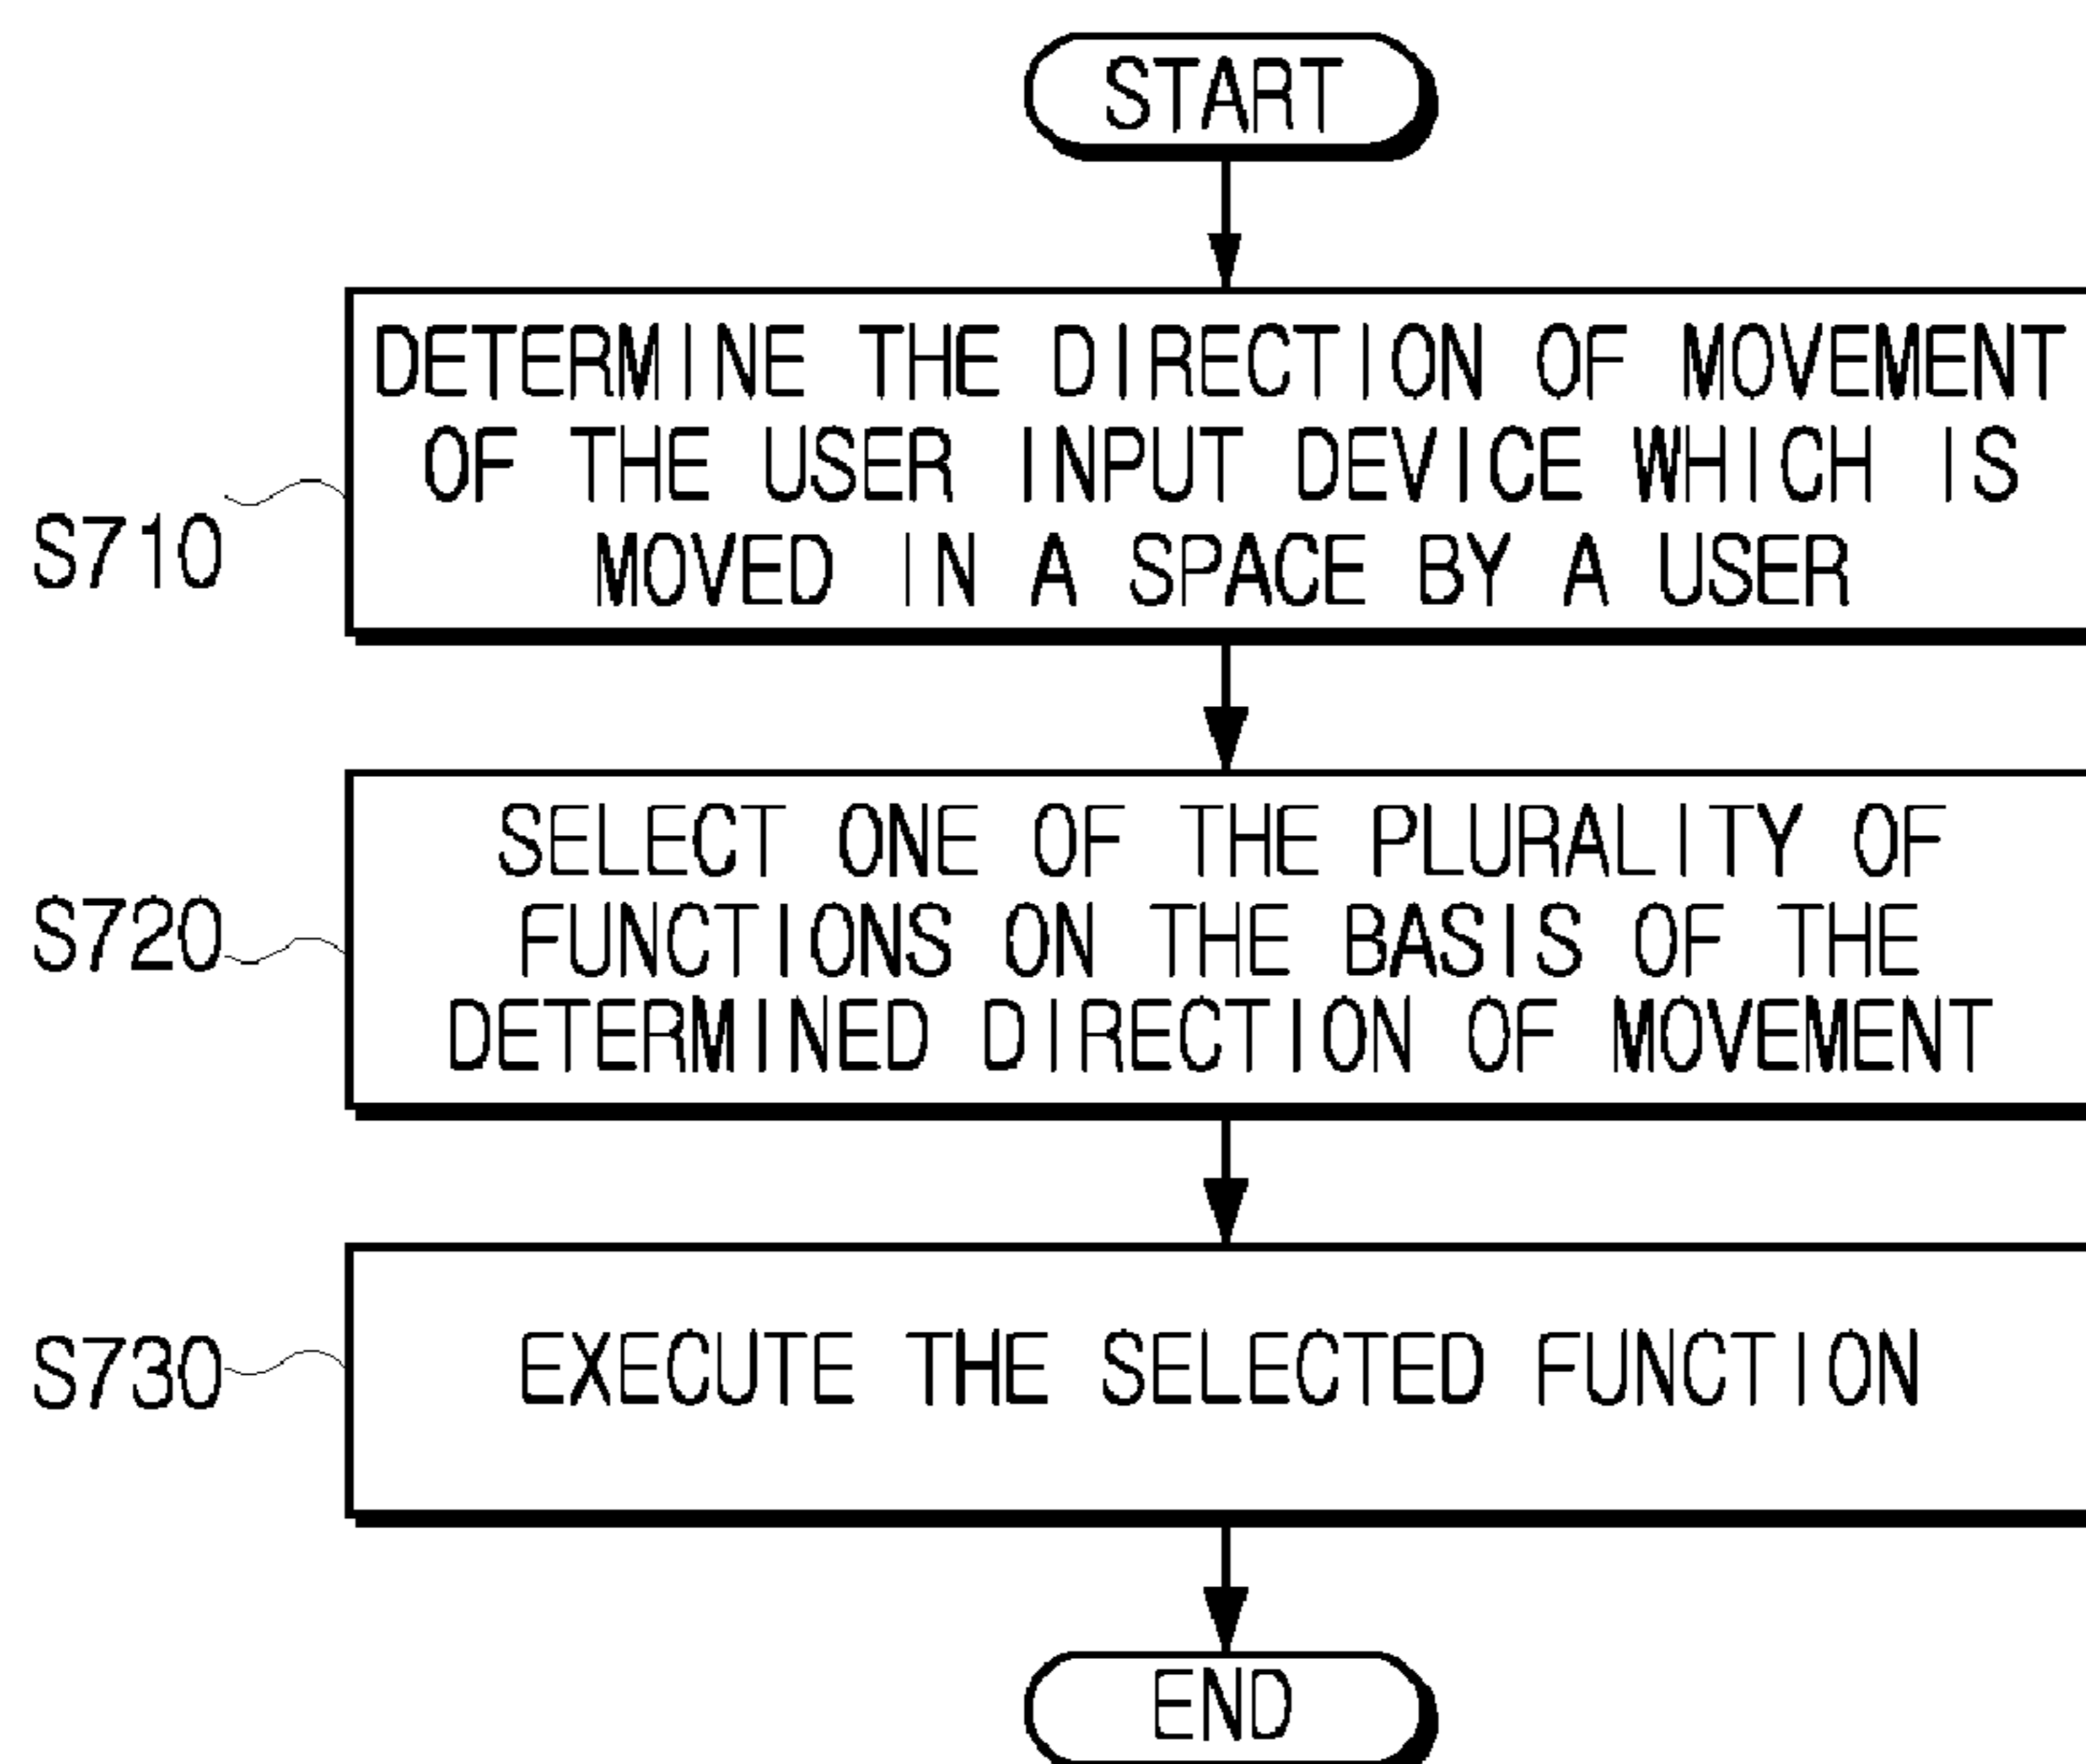 START
DETERMINE THE DIRECTION OF MOVEMENT
OF THE USER INPUT DEVICE WHICH IS
MOVED IN A SPACE BY A USER
S710
SELECT ONE OF THE PLURALITY OF
FUNCTIONS ON THE BASIS OF THE
DETERMINED DIRECTION OF MOVEMENT
S720
EXECUTE THE SELECTED FUNCTION
S730
END